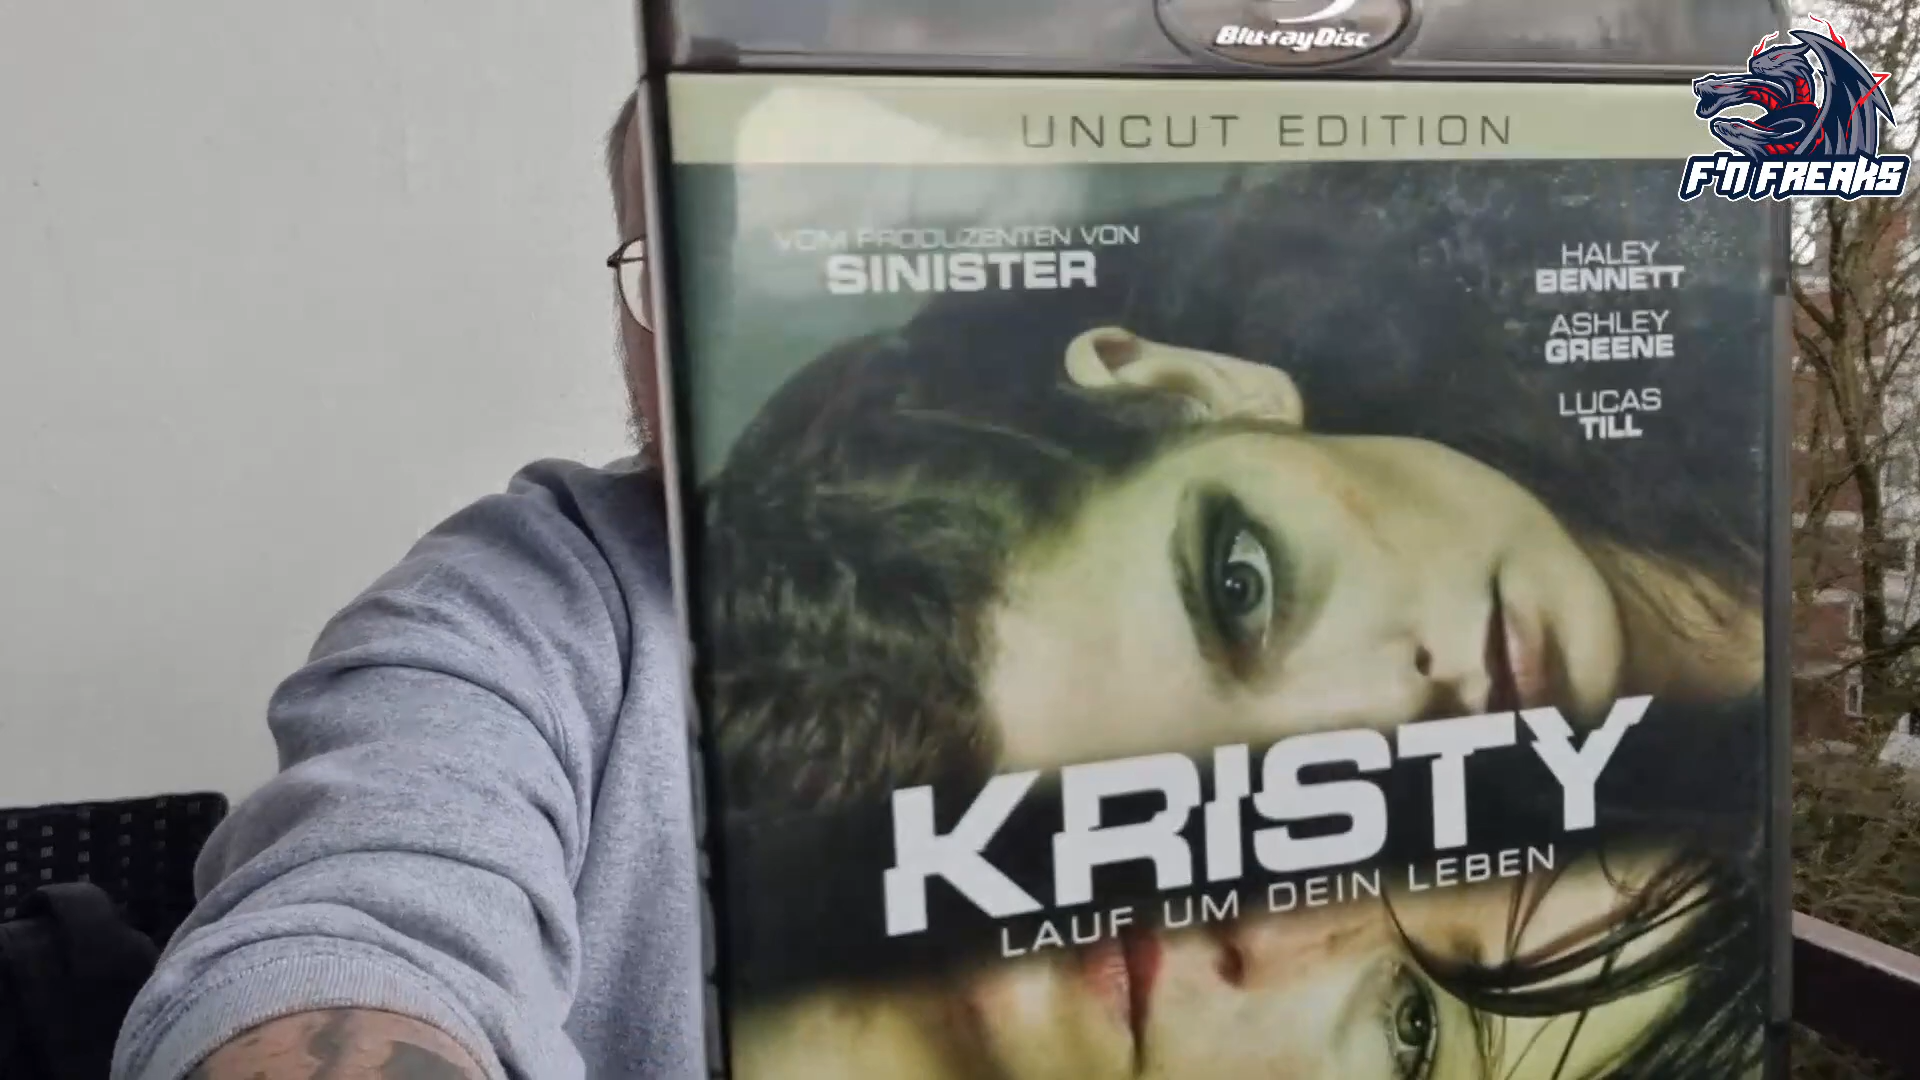 Blu-ray Disc
UNCUT EDITION
F'N FREAKS
VOM PRODUZENTEN VON
SINISTER
HALEY
BENNETT
ASHLEY
GREENE
LUCAS
TILL
KRISTY
LAUF UM DEIN LEBEN